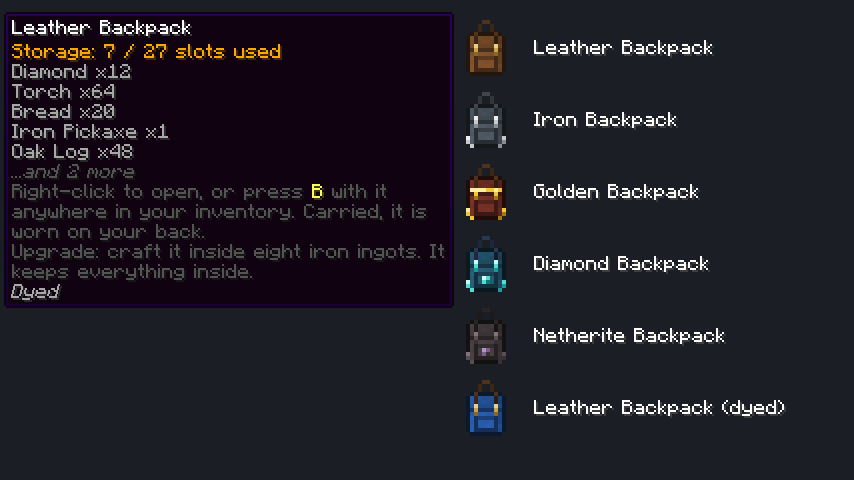 Leather Backpack
Storage: 7 / 27 slots used
Diamond x12
Torch x64
Bread x20
Iron Pickaxe x1
Oak Log x48
...and 2 more
Right-click to open, or press B with it
anywhere in your inventory. Carried, it is
worn on your back.
Upgrade: craft it inside eight iron ingots. It
keeps everything inside.
Dyed
Leather Backpack
Iron Backpack
Golden Backpack
Diamond Backpack
Netherite Backpack
Leather Backpack (dyed)